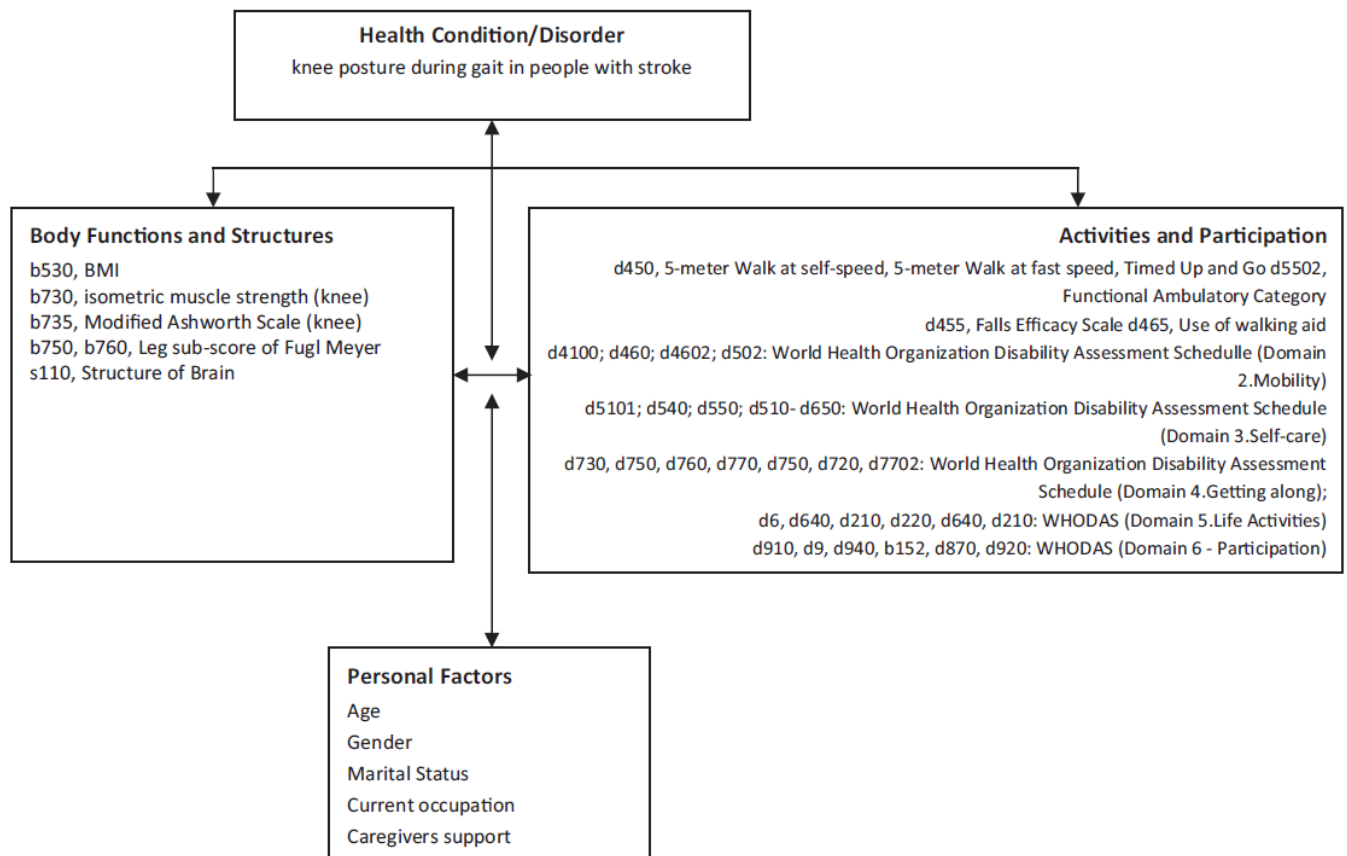 Health Condition/Disorder
knee posture during gait in people with stroke
Body Functions and Structures
b530, BMI
b730, isometric muscle strength (knee)
b735, Modified Ashworth Scale (knee)
b750, b760, Leg sub-score of Fugl Meyer
s110, Structure of Brain
Activities and Participation
d450, 5-meter Walk at self-speed, 5-meter Walk at fast speed, Timed Up and Go d5502,
Functional Ambulatory Category
d455, Falls Efficacy Scale d465, Use of walking aid
d4100; d460; d4602; d502: World Health Organization Disability Assessment Schedulle (Domain
2.Mobility)
d5101; d540; d550; d510- d650: World Health Organization Disability Assessment Schedule
(Domain 3.Self-care)
d730, d750, d760, d770, d750, d720, d7702: World Health Organization Disability Assessment
Schedule (Domain 4.Getting along);
d6, d640, d210, d220, d640, d210: WHODAS (Domain 5.Life Activities)
d910, d9, d940, b152, d870, d920: WHODAS (Domain 6 - Participation)
Personal Factors
Age
Gender
Marital Status
Current occupation
Caregivers support